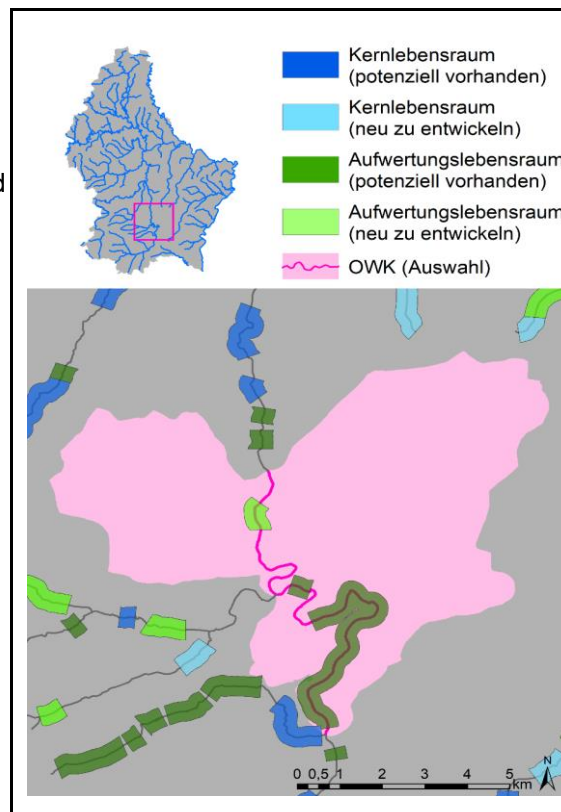 Kernlebensraum
(potenziell vorhanden)
Kernlebensraum
(neu zu entwickeln)
Aufwertungslebensraum
(potenziell vorhanden)
Aufwertungslebensraum
(neu zu entwickeln)
OWK (Auswahl)
d
N
0 0,5 1 2 3 4 5
km